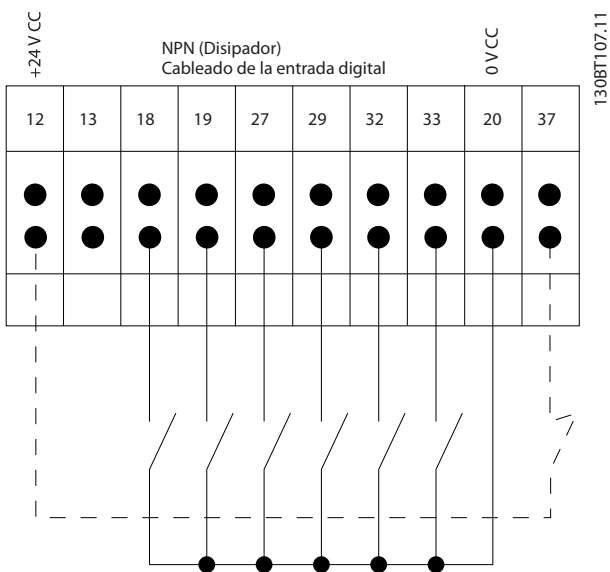 +24 V CC
NPN (Disipador)
Cableado de la entrada digital
0 V CC
130BT107.11
12 13 18 19 27 29 32 33 20 37